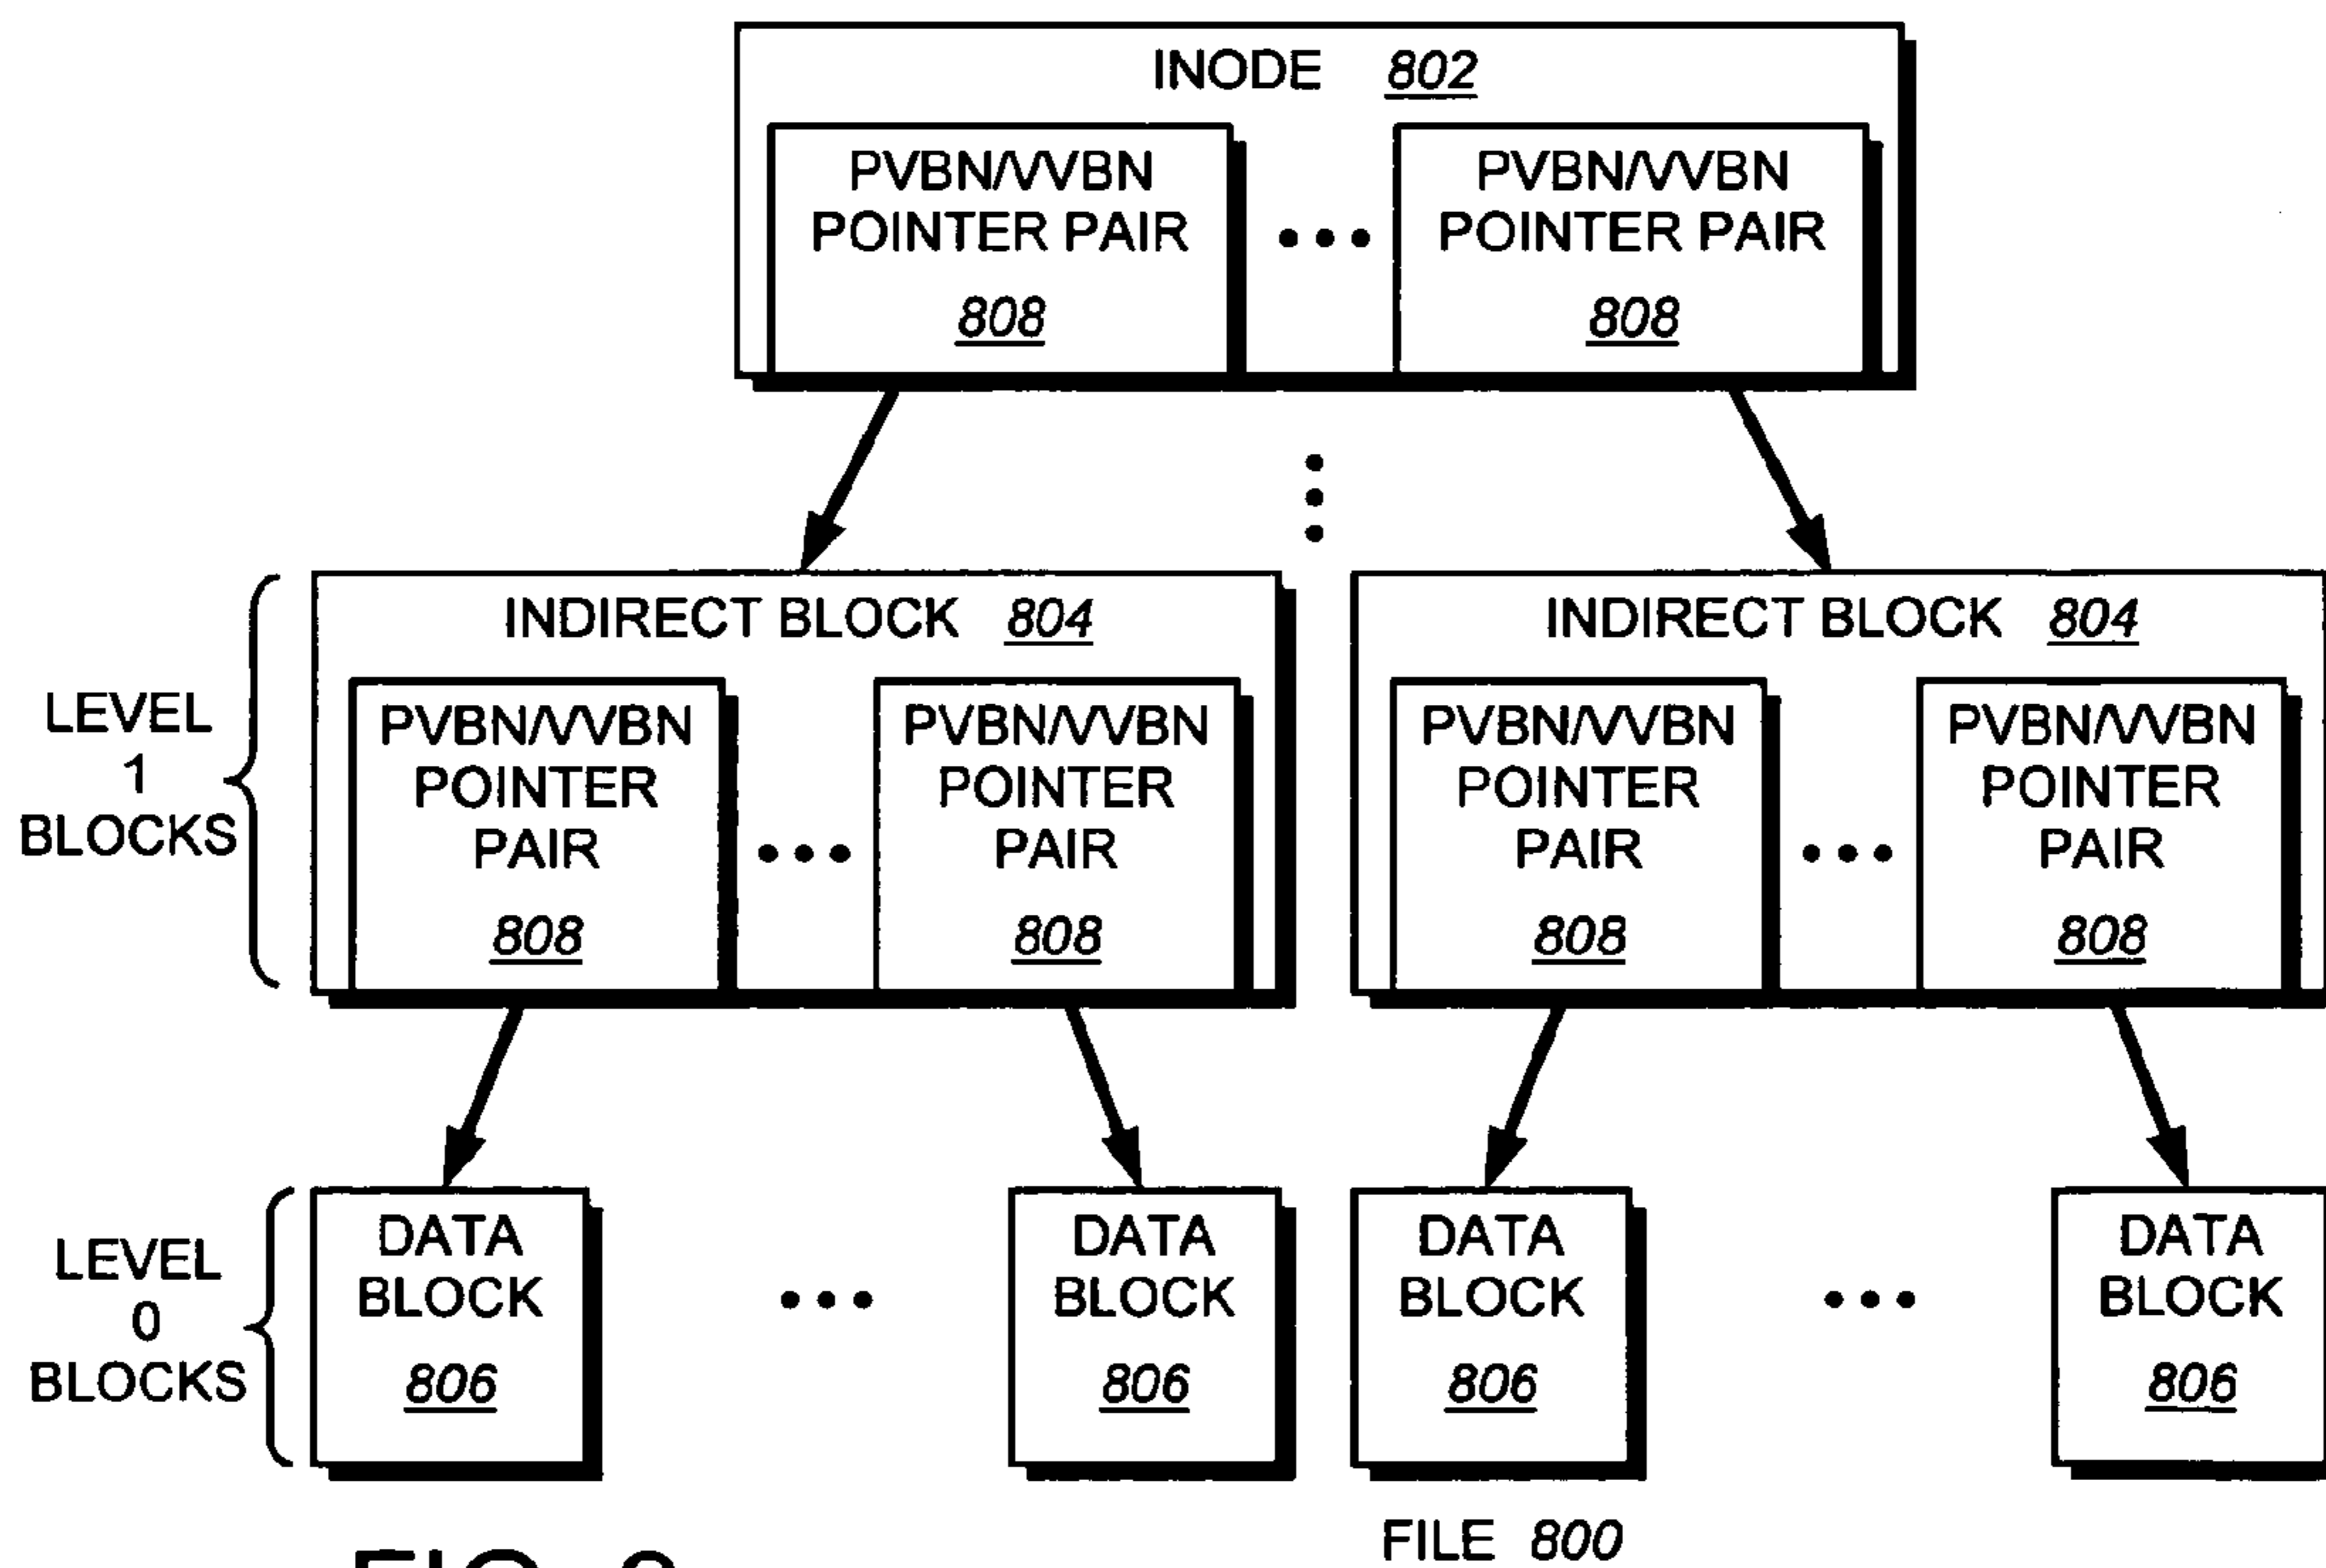 INODE 802
PVBN/VVBN
POINTER PAIR
808
PVBN/VVBN
POINTER PAIR
808
LEVEL
1
BLOCKS
INDIRECT BLOCK 804
PVBN/VVBN
POINTER
PAIR
808
PVBN/VVBN
POINTER
PAIR
808
INDIRECT BLOCK 804
PVBN/VVBN
POINTER
PAIR
808
PVBN/VVBN
POINTER
PAIR
808
LEVEL
0
BLOCKS
DATA
BLOCK
806
DATA
BLOCK
806
DATA
BLOCK
806
DATA
BLOCK
806
FILE 800
FIG.